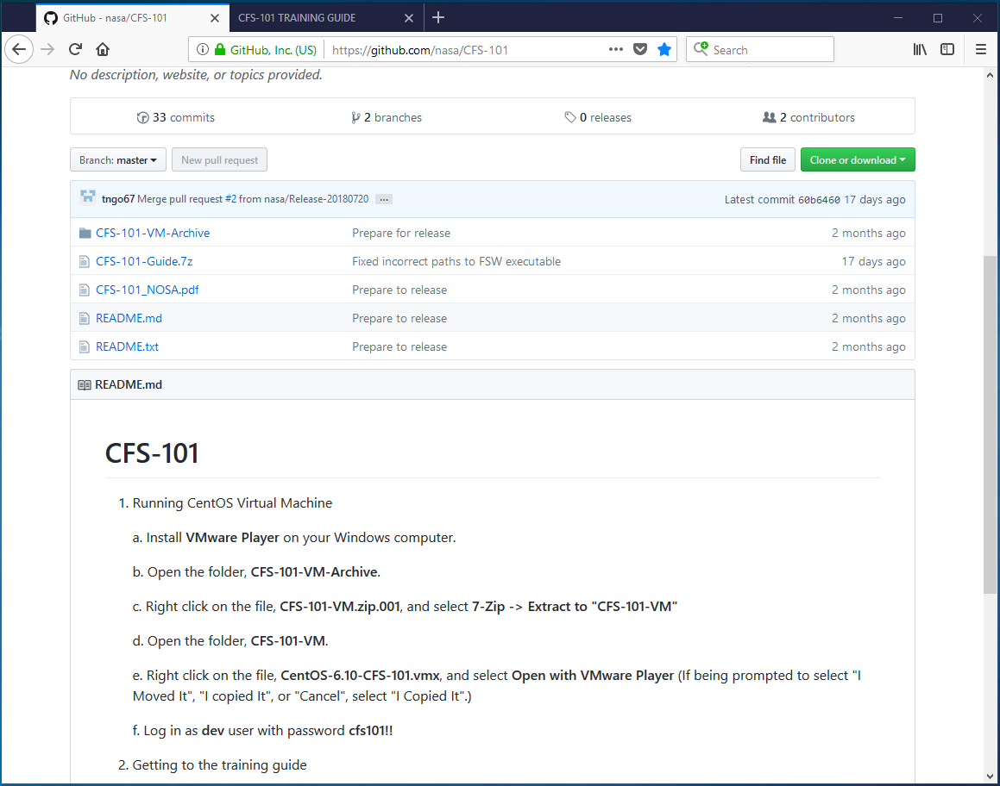 GitHub - nasa/CFS-101
CFS-101 TRAINING GUIDE
GitHub, Inc. (US)
https://github.com/nasa/CFS-101
Search
No description, website, or topics provided.
33 commits
2 branches
0 releases
2 contributors
Branch: master
New pull request
Find file
Clone or download
tngo67 Merge pull request #2 from nasa/Release-20180720 ...
Latest commit 60b6460 17 days ago
CFS-101-VM-Archive Prepare for release 2 months ago
CFS-101-Guide.7z Fixed incorrect paths to FSW executable 17 days ago
CFS-101_NOSA.pdf Prepare to release 2 months ago
README.md Prepare to release 2 months ago
README.txt Prepare to release 2 months ago
README.md
CFS-101
1. Running CentOS Virtual Machine
a. Install VMware Player on your Windows computer.
b. Open the folder, CFS-101-VM-Archive.
c. Right click on the file, CFS-101-VM.zip.001, and select 7-Zip -> Extract to "CFS-101-VM"
d. Open the folder, CFS-101-VM.
e. Right click on the file, CentOS-6.10-CFS-101.vmx, and select Open with VMware Player (If being prompted to select "I
Moved It", "I copied It", or "Cancel", select "I Copied It".)
f. Log in as dev user with password cfs101!!
2. Getting to the training guide